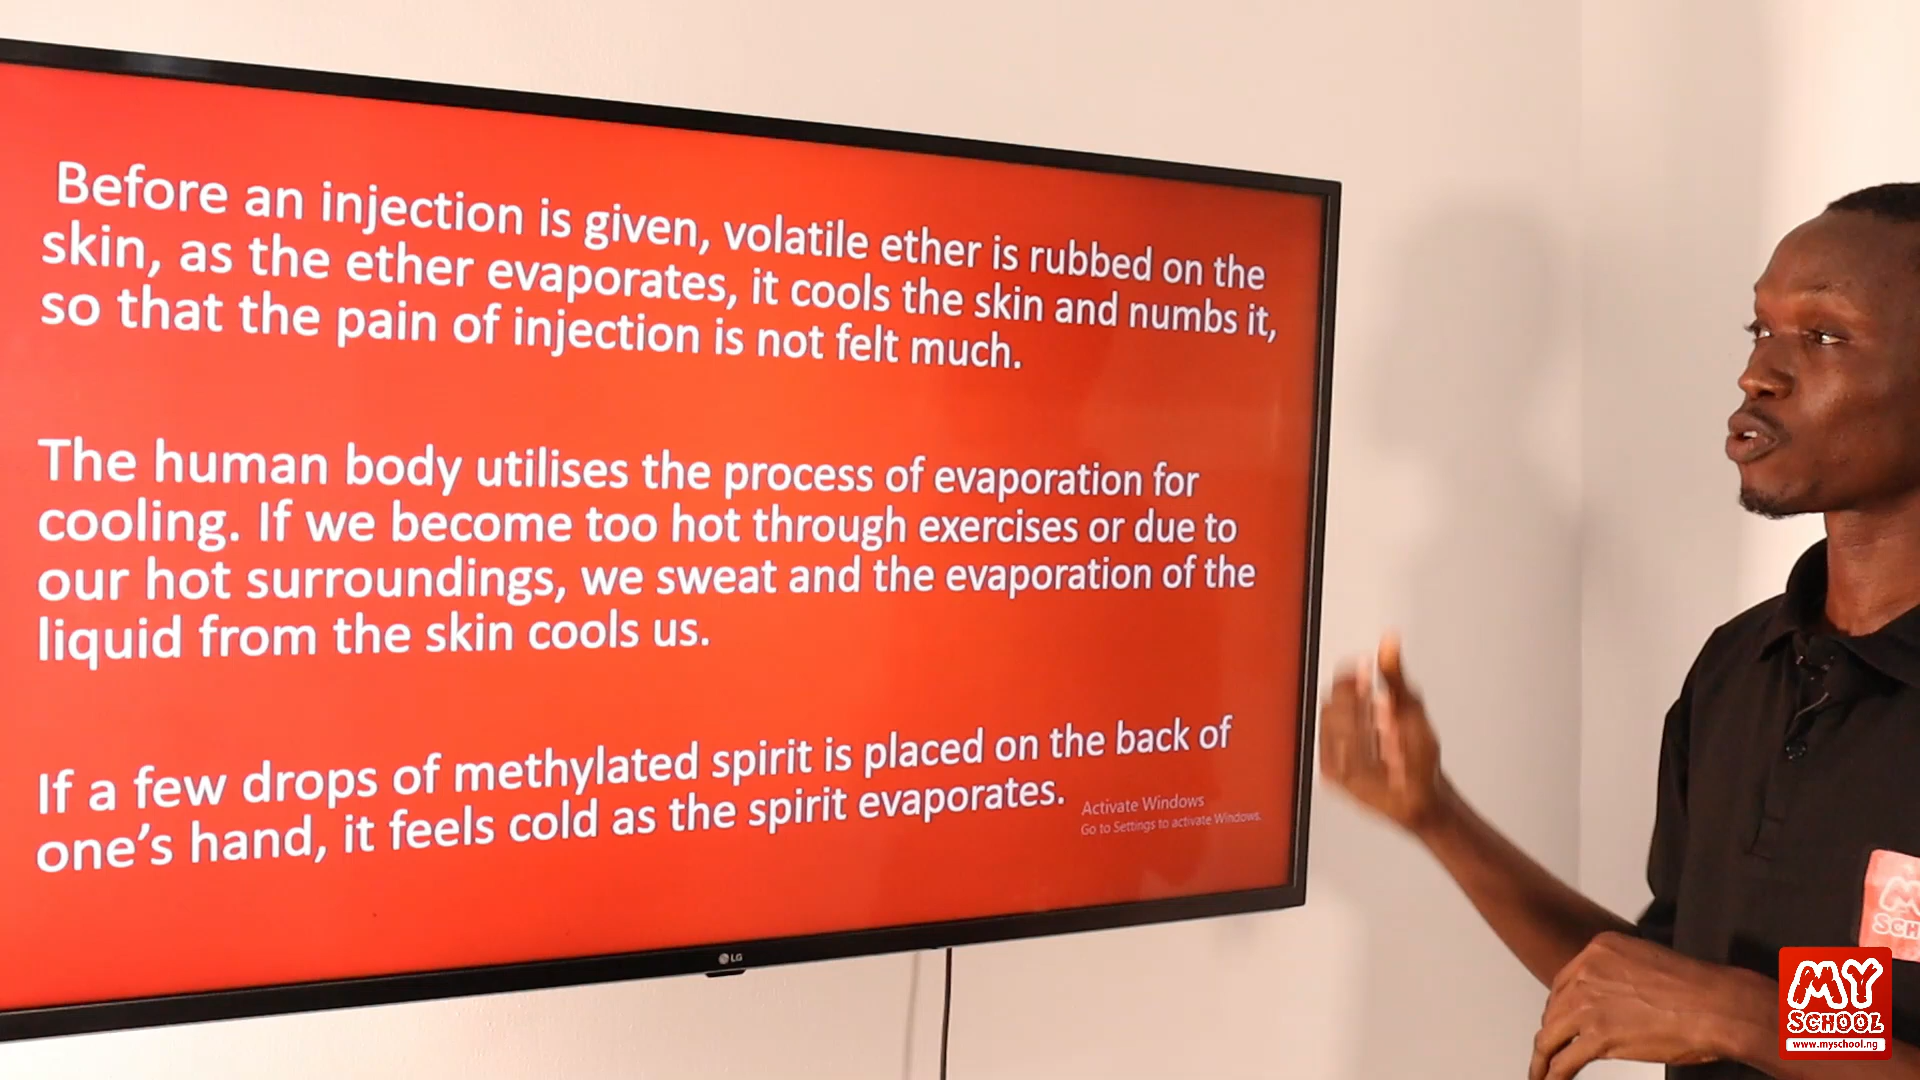 Before an injection is given, volatile ether is rubbed on the
skin, as the ether evaporates, it cools the skin and numbs it,
so that the pain of injection is not felt much.
The human body utilises the process of evaporation for
cooling. If we become too hot through exercises or due to
our hot surroundings, we sweat and the evaporation of the
liquid from the skin cools us.
If a few drops of methylated spirit is placed on the back of
one's hand, it feels cold as the spirit evaporates.
Activate Windows
Go to Settings to activate Windows.
LG
M
SCH
MY
SCHOOL
www.myschool.ng